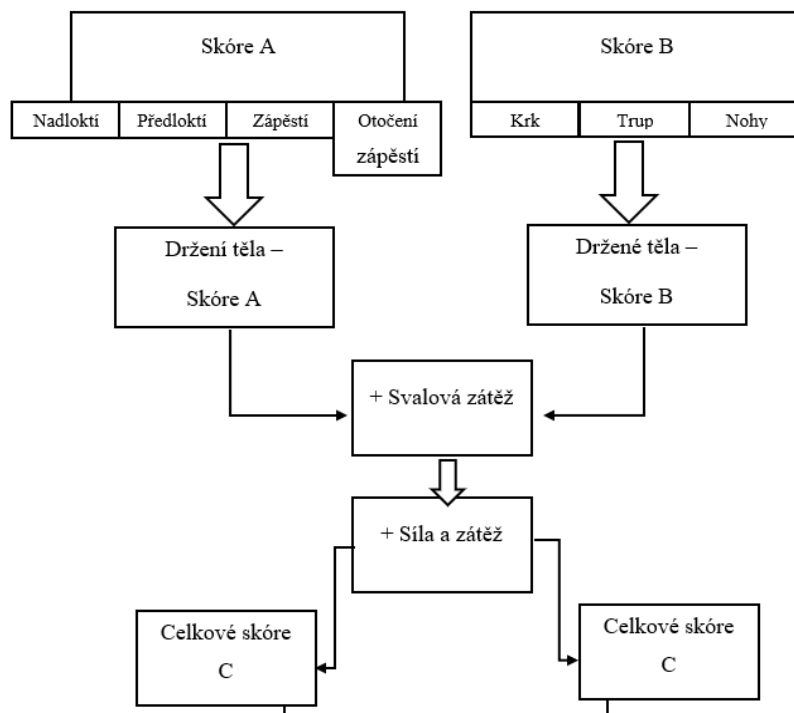 Skóre A
Skóre B
Nadloktí
Předloktí
Zápěstí
Otočení
zápěstí
Krk
Trup
Nohy
Držení těla –
Skóre A
Držené těla –
Skóre B
+ Svalová zátěž
+ Síla a zátěž
Celkové skóre
C
Celkové skóre
C